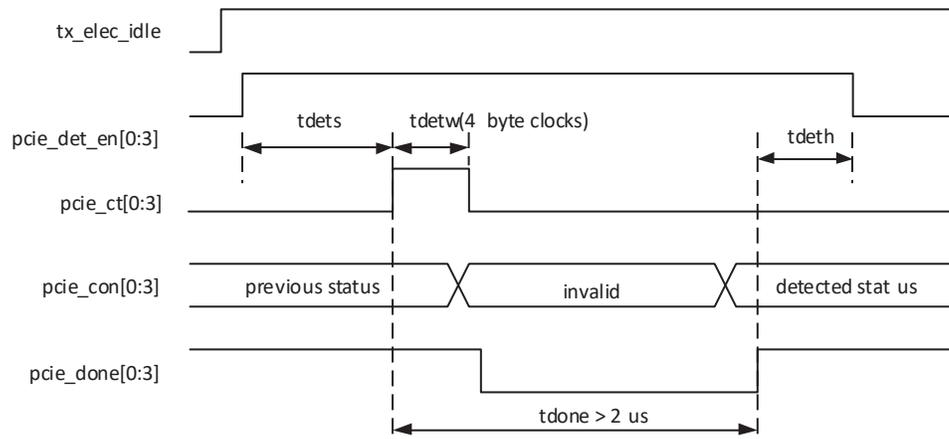 tx_elec_idle
pcie_det_en[0:3]
tdets
tdetw(4 byte clocks)
tdeth
pcie_ct[0:3]
pcie_con[0:3]
previous status
invalid
detected stat us
pcie_done[0:3]
tdone > 2 us